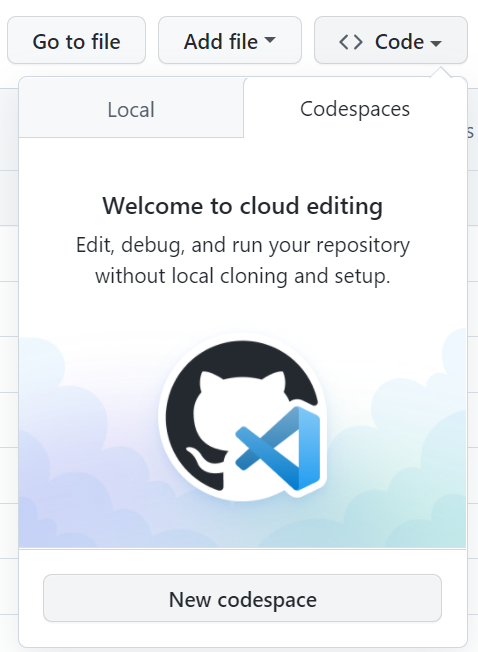 Go to file Add file Code
Local Codespaces
s
Welcome to cloud editing
Edit, debug, and run your repository
without local cloning and setup.
New codespace